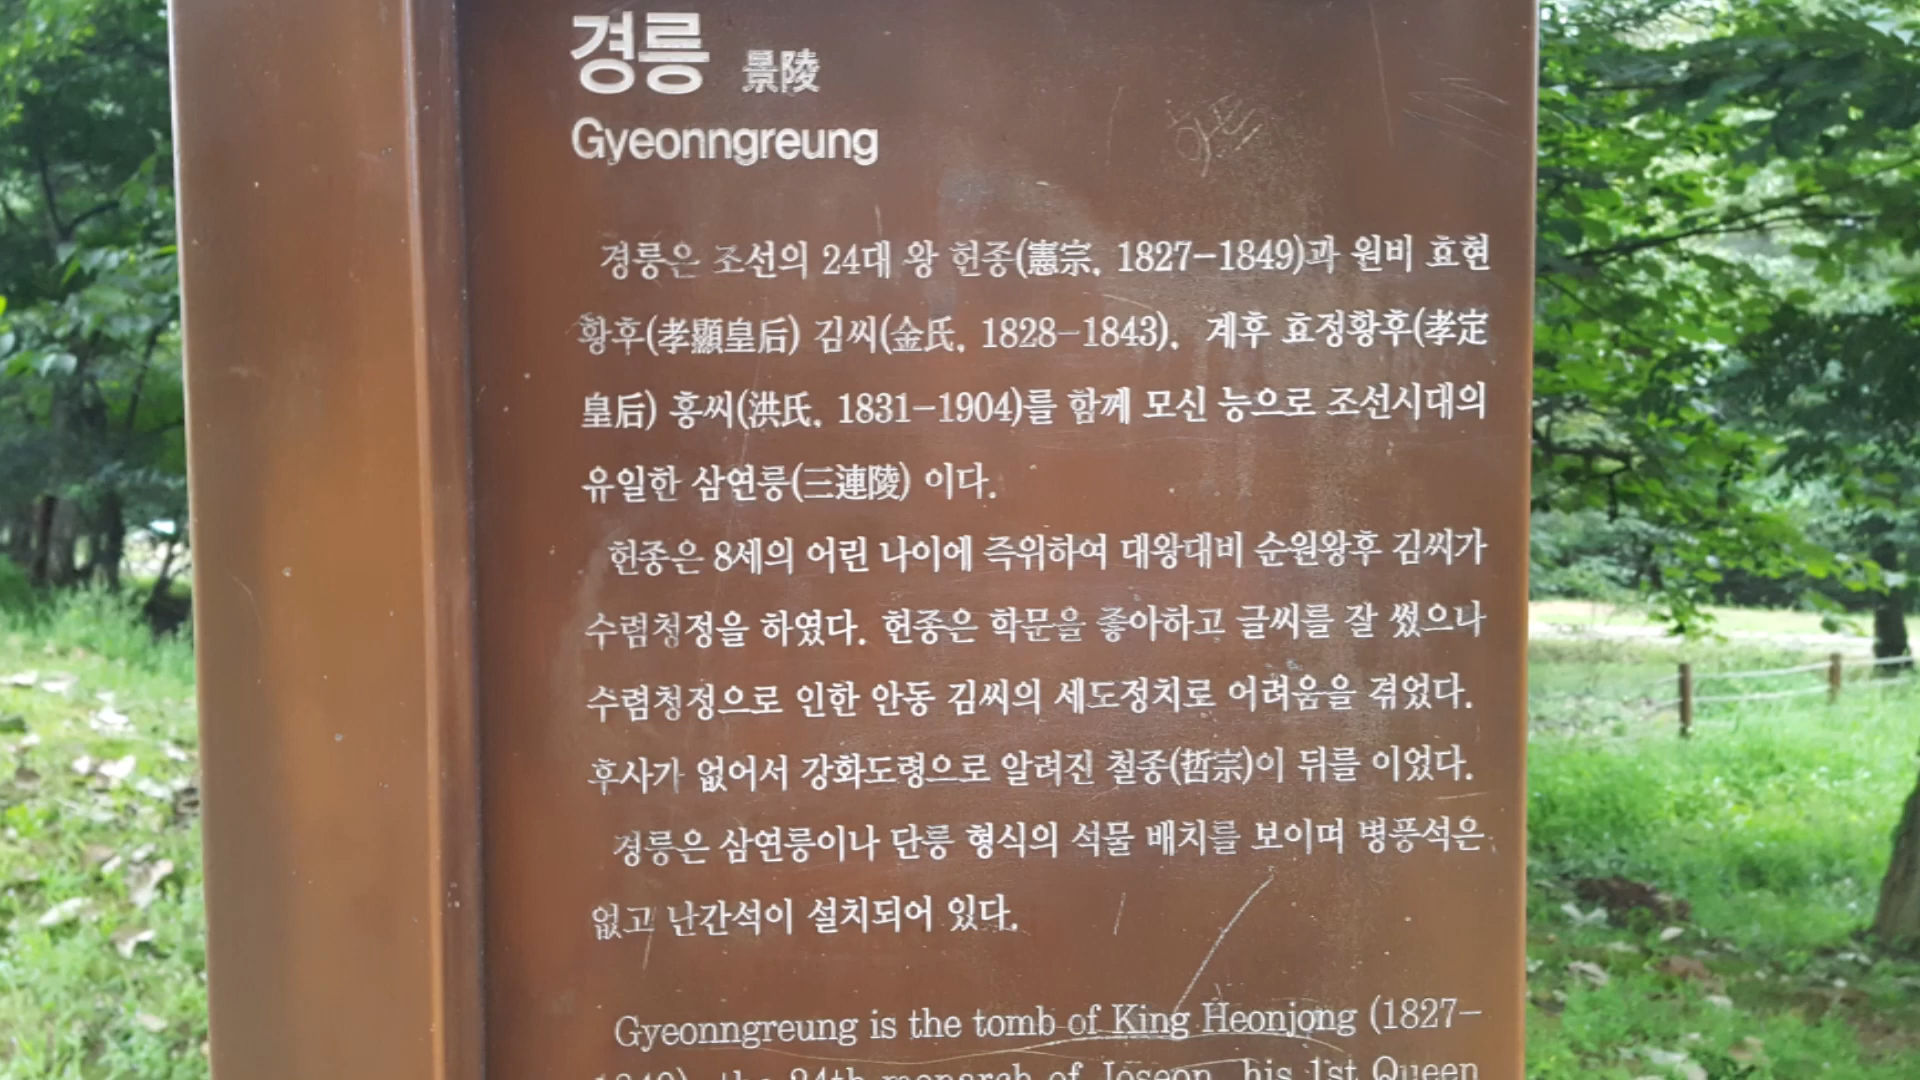 경릉 景陵
Gyeonngreung
경릉은 조선의 24대 왕 헌종(憲宗, 1827-1849)과 원비 효현
황후(孝顯皇后) 김씨(金氏, 1828-1843), 계후 효정황후(孝定
皇后) 홍씨(洪氏, 1831-1904)를 함께 모신 능으로 조선시대의
유일한 삼연릉(三連陵) 이다.
헌종은 8세의 어린 나이에 즉위하여 대왕대비 순원왕후 김씨가
수렴청정을 하였다. 헌종은 학문을 좋아하고 글씨를 잘 썼으나
수렴청정으로 인한 안동 김씨의 세도정치로 어려움을 겪었다.
후사가 없어서 강화도령으로 알려진 철종(哲宗)이 뒤를 이었다.
경릉은 삼연릉이나 단릉 형식의 석물 배치를 보이며 병풍석은
없고 난간석이 설치되어 있다.
Gyeonngreung is the tomb of King Heonjong (1827-
1849), the 24th monarch of Joseon, his 1st Queen